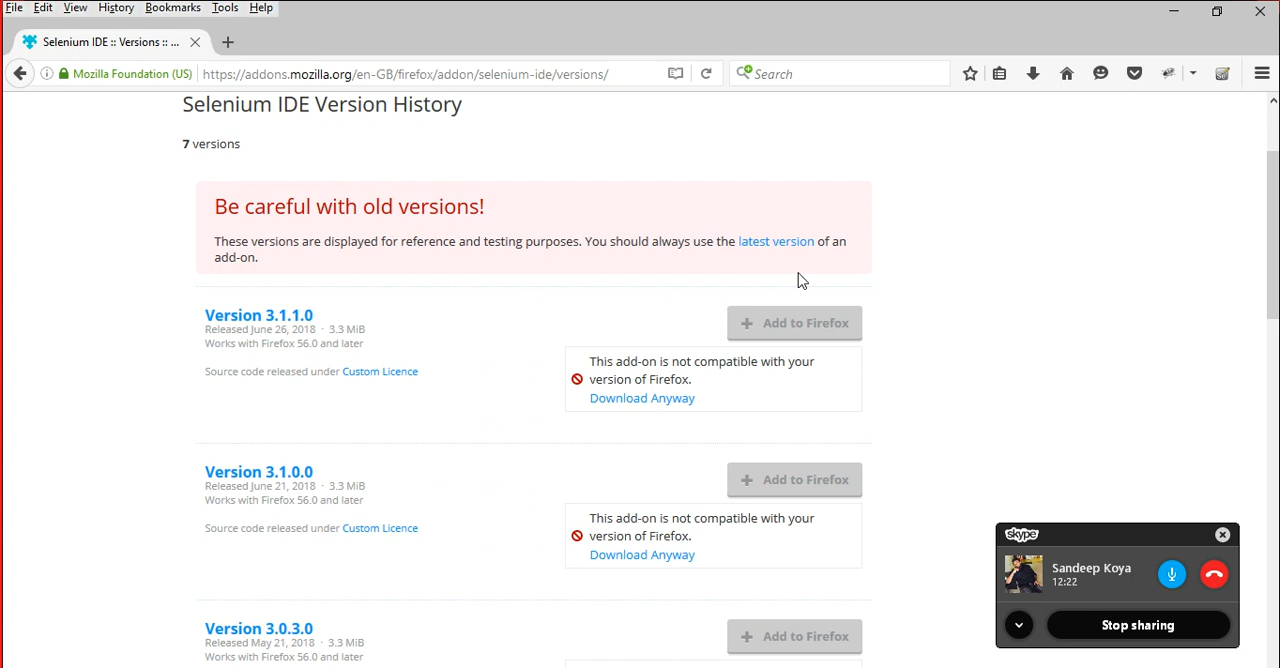 File Edit View History Bookmarks Tools Help
Selenium IDE :: Versions :: ...
Mozilla Foundation (US) https://addons.mozilla.org/en-GB/firefox/addon/selenium-ide/versions/ Search
Selenium IDE Version History
7 versions
Be careful with old versions!
These versions are displayed for reference and testing purposes. You should always use the latest version of an
add-on.
Version 3.1.1.0
Released June 26, 2018 · 3.3 MiB
Works with Firefox 56.0 and later
Source code released under Custom Licence
Add to Firefox
This add-on is not compatible with your
version of Firefox.
Download Anyway
Version 3.1.0.0
Released June 21, 2018 · 3.3 MiB
Works with Firefox 56.0 and later
Source code released under Custom Licence
Add to Firefox
This add-on is not compatible with your
version of Firefox.
Download Anyway
Version 3.0.3.0
Released May 21, 2018 · 3.3 MiB
Works with Firefox 56.0 and later
Add to Firefox
skype
Sandeep Koya
12:22
Stop sharing